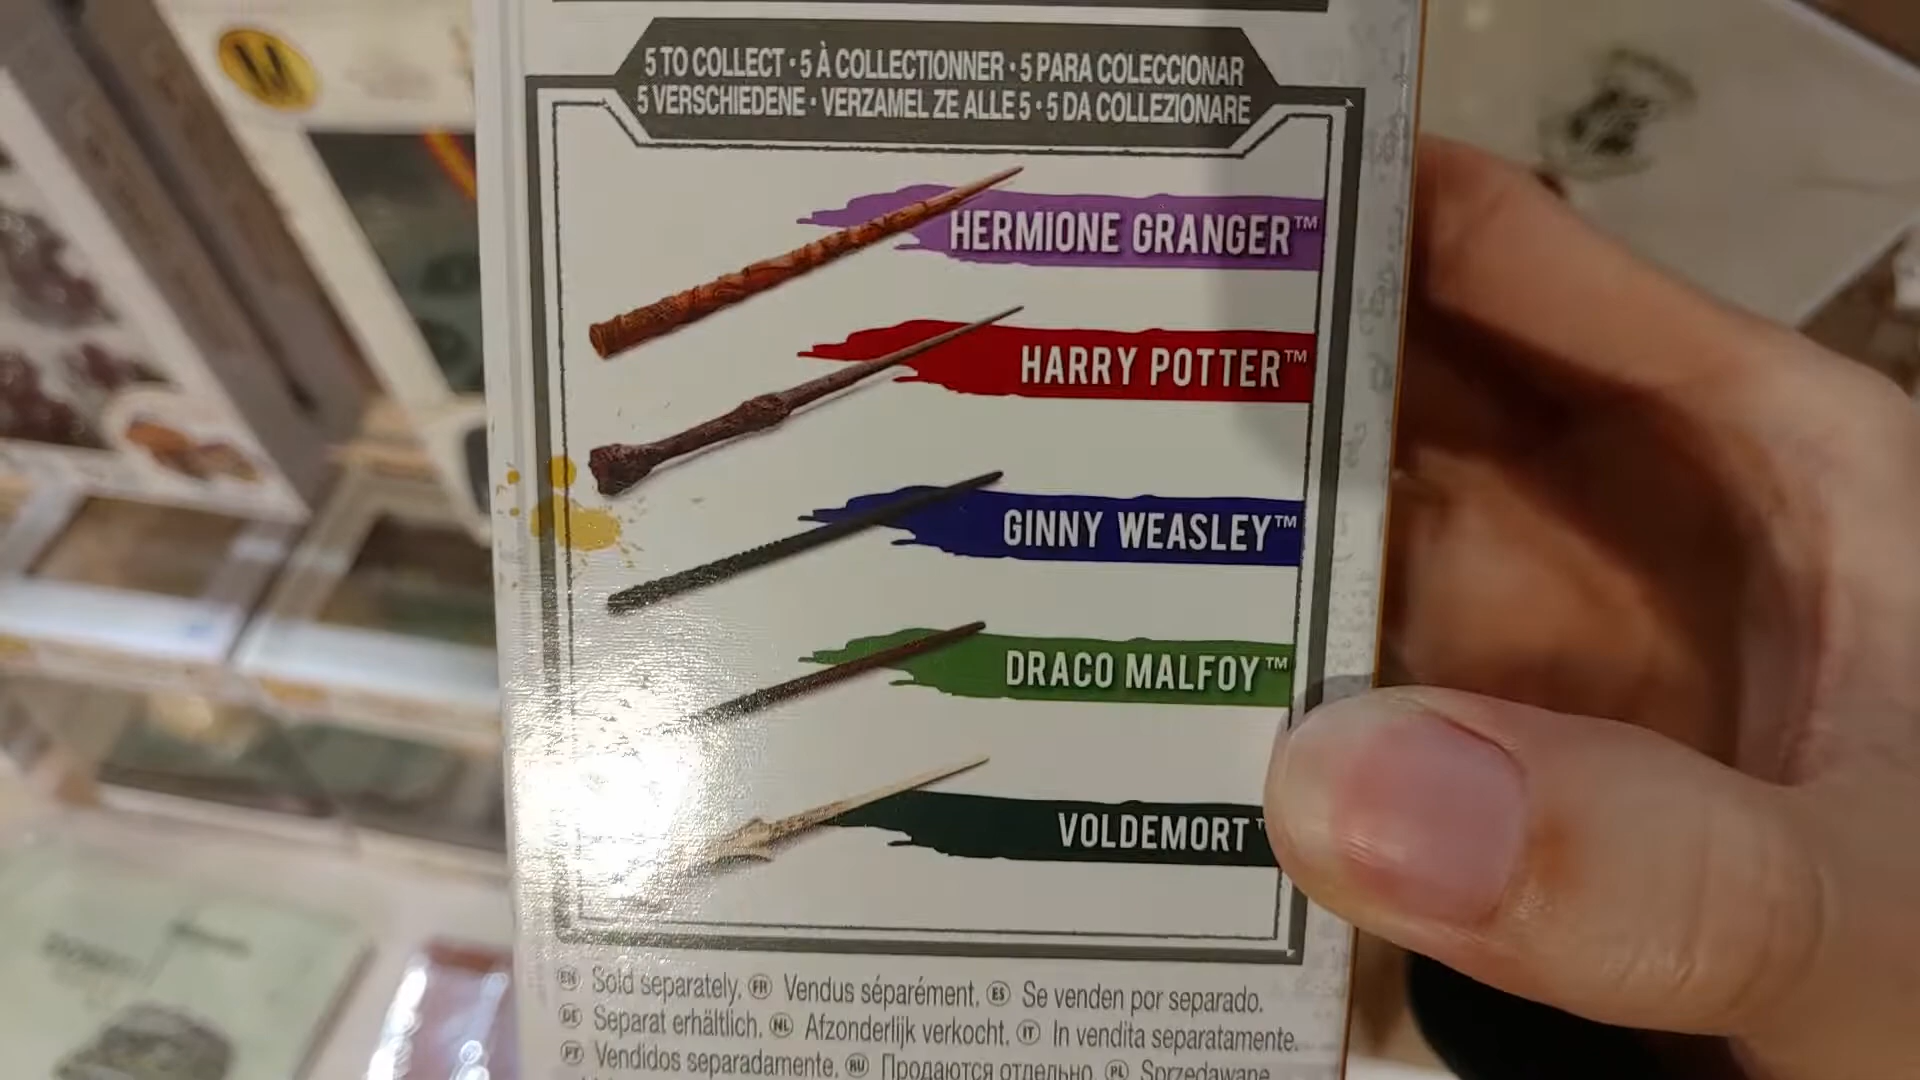 5 TO COLLECT · 5 À COLLECTIONNER · 5 PARA COLECCIONAR
5 VERSCHIEDENE · VERZAMEL ZE ALLE 5 · 5 DA COLLEZIONARE
HERMIONE GRANGER™
HARRY POTTER™
GINNY WEASLEY™
DRACO MALFOY™
VOLDEMORT
EN Sold separately. FR Vendus séparément. ES Se venden por separado.
DE Separat erhältlich. NL Afzonderlijk verkocht. IT In vendita separatamente.
PT Vendidos separadamente. RU Продаются отдельно. PL Sprzedawane